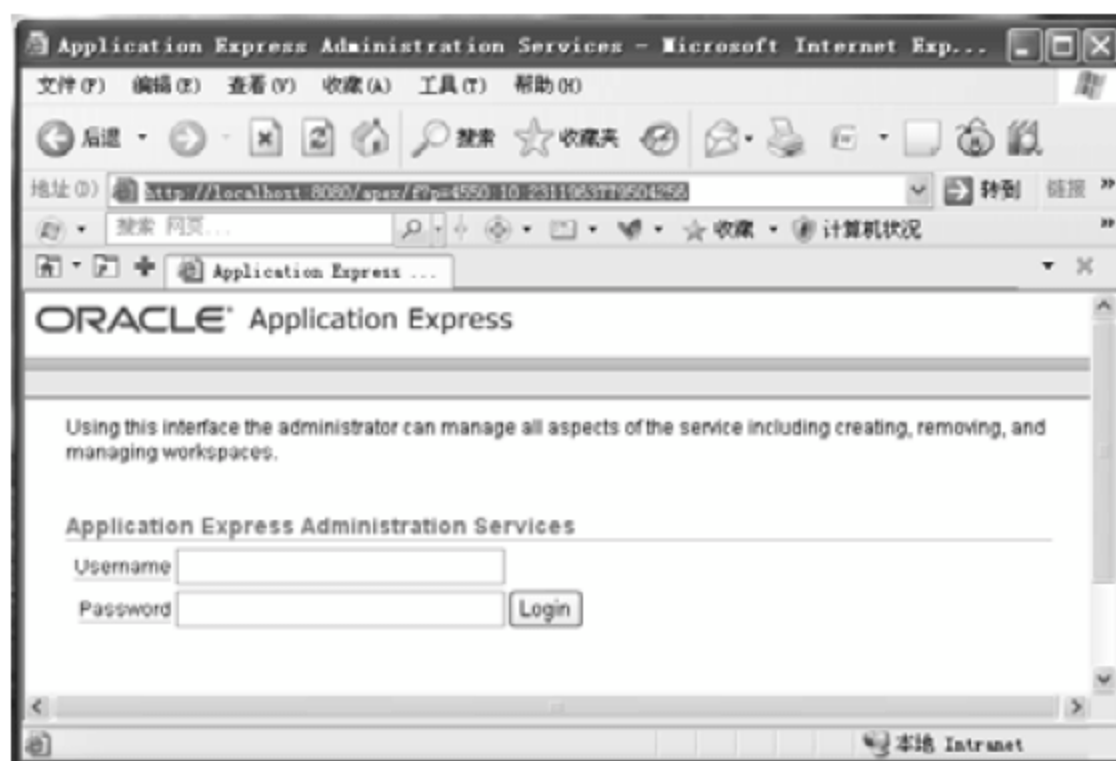 Application Express Administration Services - Microsoft Internet Exp...
文件(F) 编辑(E) 查看(V) 收藏(A) 工具(T) 帮助(H)
后退 搜索 收藏夹
地址(D) http://localhost:8080/apex/f?p=4550:10:2311963779504256 转到 链接 »
搜索 网页... 收藏 计算机状况 »
Application Express ...
ORACLE Application Express
Using this interface the administrator can manage all aspects of the service including creating, removing, and
managing workspaces.
Application Express Administration Services
Username
Password Login
本地 Intranet